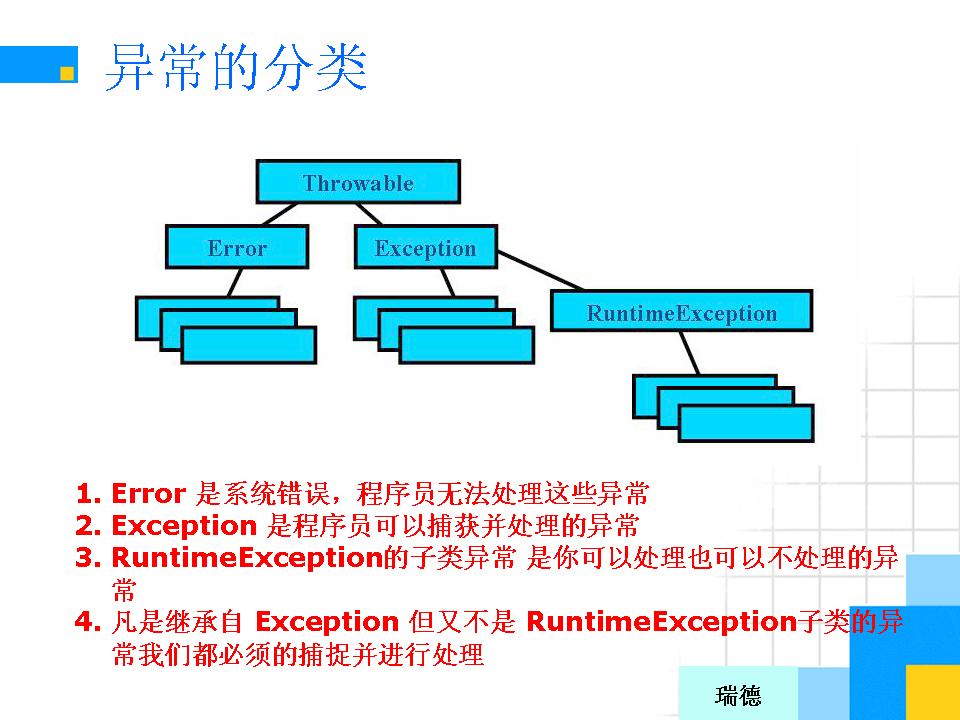 异常的分类
Throwable
Error
Exception
RuntimeException
1. Error 是系统错误，程序员无法处理这些异常
2. Exception 是程序员可以捕获并处理的异常
3. RuntimeException的子类异常 是你可以处理也可以不处理的异
常
4. 凡是继承自 Exception 但又不是 RuntimeException子类的异
常我们都必须的捕捉并进行处理
瑞德